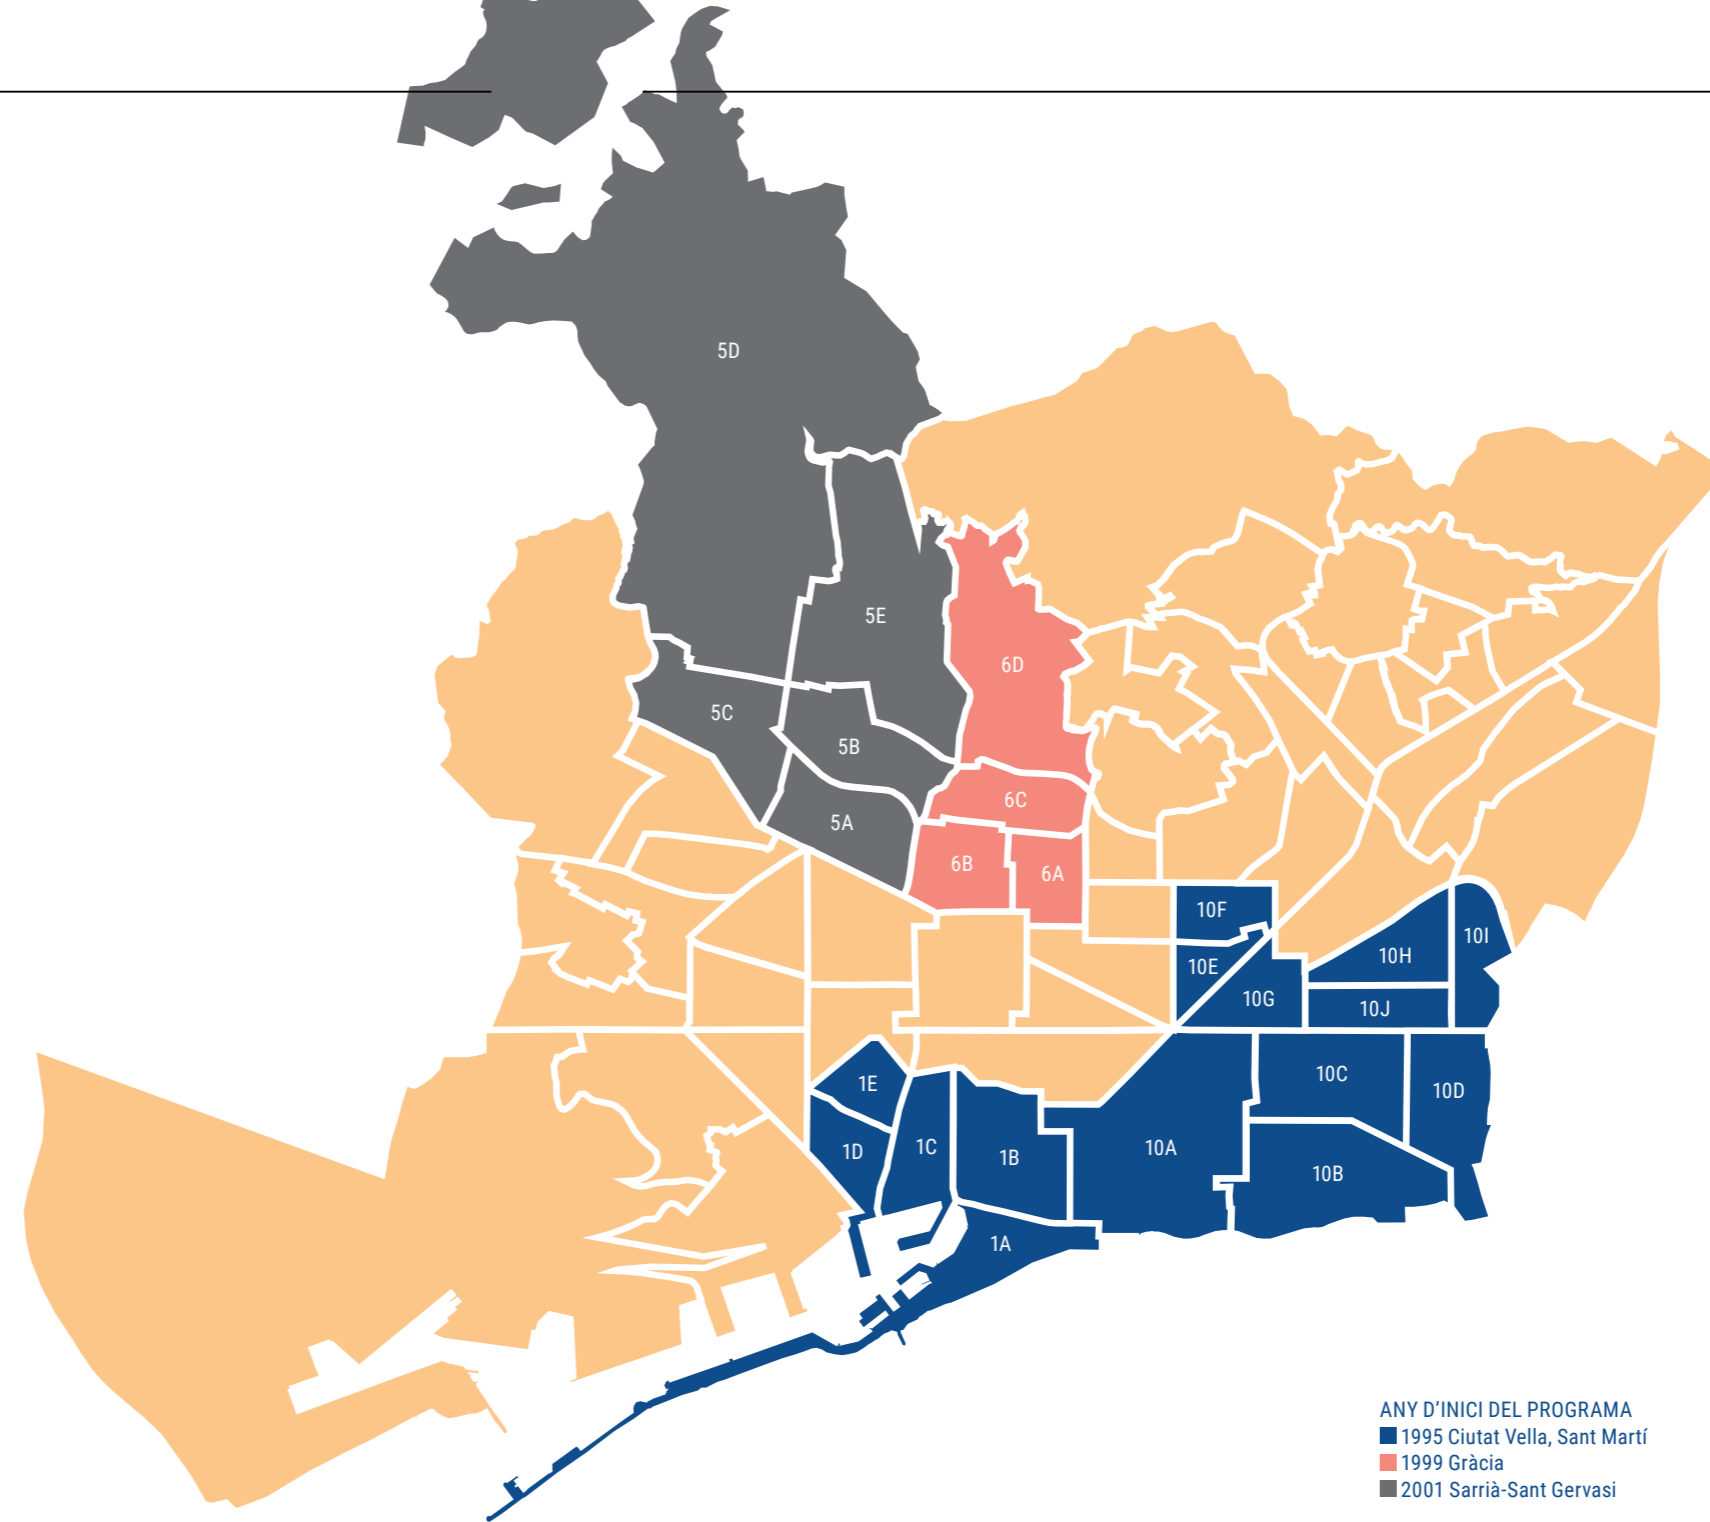 5D
5E
6D
5C
5B
6C
5A
6B
6A
10F
10I
10H
10E
10G
10J
10C
1E
10D
1C
10A
1D
1B
10B
1A
ANY D'INICI DEL PROGRAMA
1995 Ciutat Vella, Sant Martí
1999 Gràcia
2001 Sarrià-Sant Gervasi